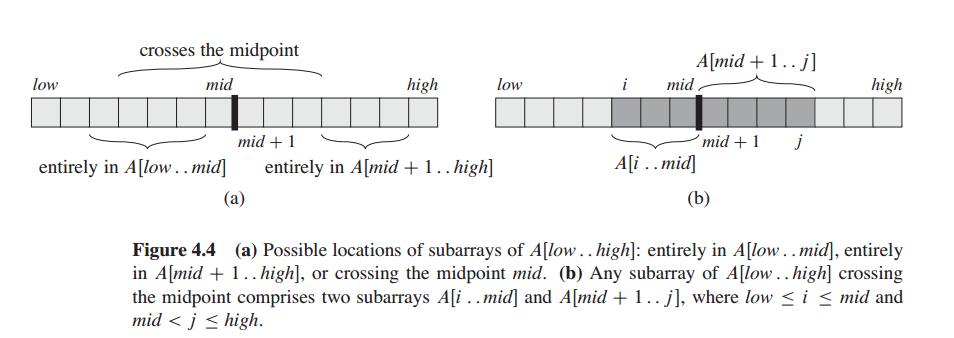 crosses the midpoint
low mid high
mid + 1
entirely in A[low . . mid] entirely in A[mid + 1 . . high]
(a)
A[mid + 1 . . j]
low i mid high
mid + 1 j
A[i . . mid]
(b)
Figure 4.4 (a) Possible locations of subarrays of A[low . . high]: entirely in A[low . . mid], entirely
in A[mid + 1 . . high], or crossing the midpoint mid. (b) Any subarray of A[low . . high] crossing
the midpoint comprises two subarrays A[i . . mid] and A[mid + 1 . . j], where low ≤ i ≤ mid and
mid < j ≤ high.